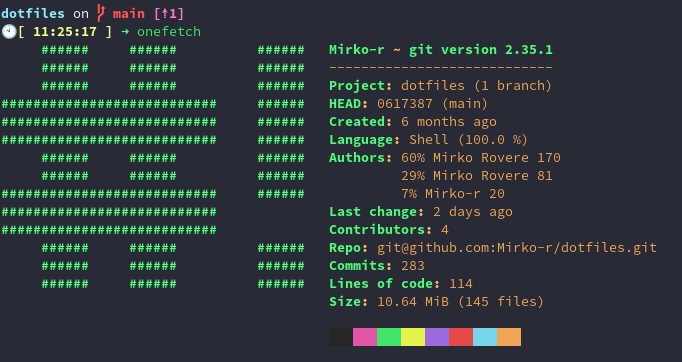 dotfiles on main [↑1]
[ 11:25:17 ] → onefetch
###### ###### ###### Mirko-r ~ git version 2.35.1
###### ###### ###### ----------------------------
###### ###### ###### Project: dotfiles (1 branch)
########################### ###### HEAD: 0617387 (main)
########################### ###### Created: 6 months ago
########################### ###### Language: Shell (100.0 %)
###### ###### ###### Authors: 60% Mirko Rovere 170
###### ###### ###### 29% Mirko Rovere 81
########################### ###### 7% Mirko-r 20
########################### Last change: 2 days ago
########################### Contributors: 4
###### ###### ###### Repo: git@github.com:Mirko-r/dotfiles.git
###### ###### ###### Commits: 283
###### ###### ###### Lines of code: 114
Size: 10.64 MiB (145 files)